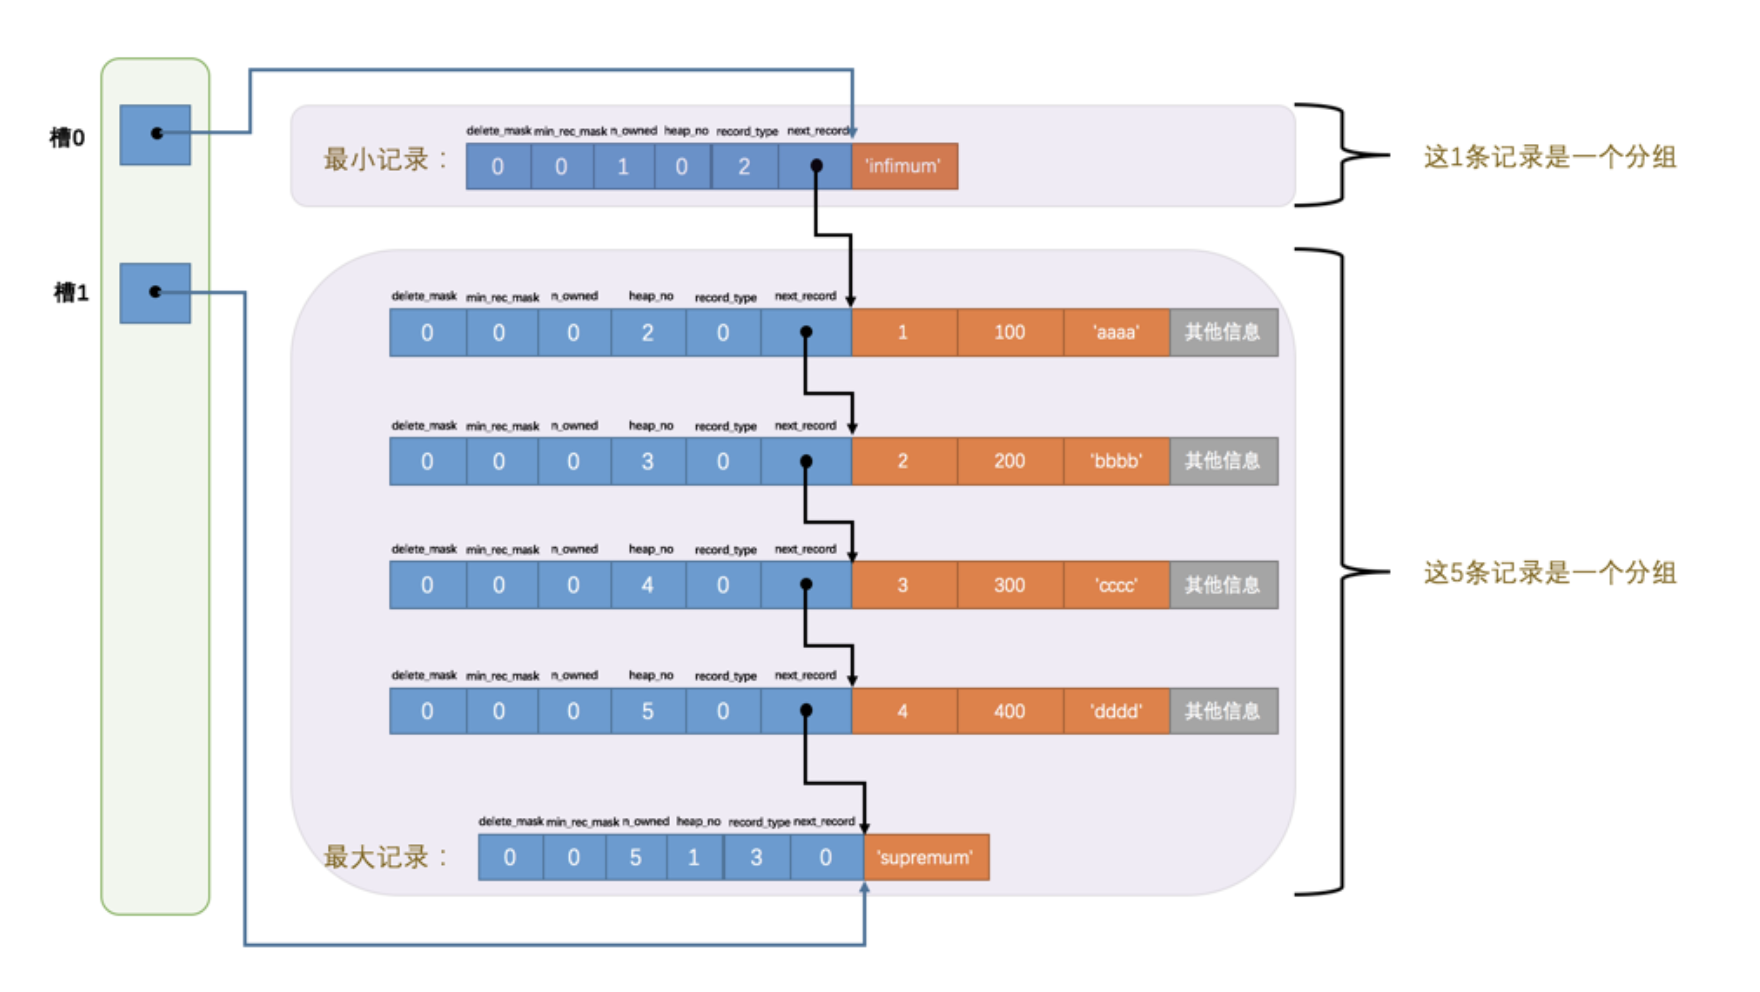 槽0
delete_mask min_rec_mask n_owned heap_no record_type next_record
最小记录： 0 0 1 0 2 'infimum'
这1条记录是一个分组
槽1
delete_mask min_rec_mask n_owned heap_no record_type next_record
0 0 0 2 0 1 100 'aaaa' 其他信息
delete_mask min_rec_mask n_owned heap_no record_type next_record
0 0 0 3 0 2 200 'bbbb' 其他信息
delete_mask min_rec_mask n_owned heap_no record_type next_record
0 0 0 4 0 3 300 'cccc' 其他信息
这5条记录是一个分组
delete_mask min_rec_mask n_owned heap_no record_type next_record
0 0 0 5 0 4 400 'dddd' 其他信息
delete_mask min_rec_mask n_owned heap_no record_type next_record
最大记录： 0 0 5 1 3 0 'supremum'